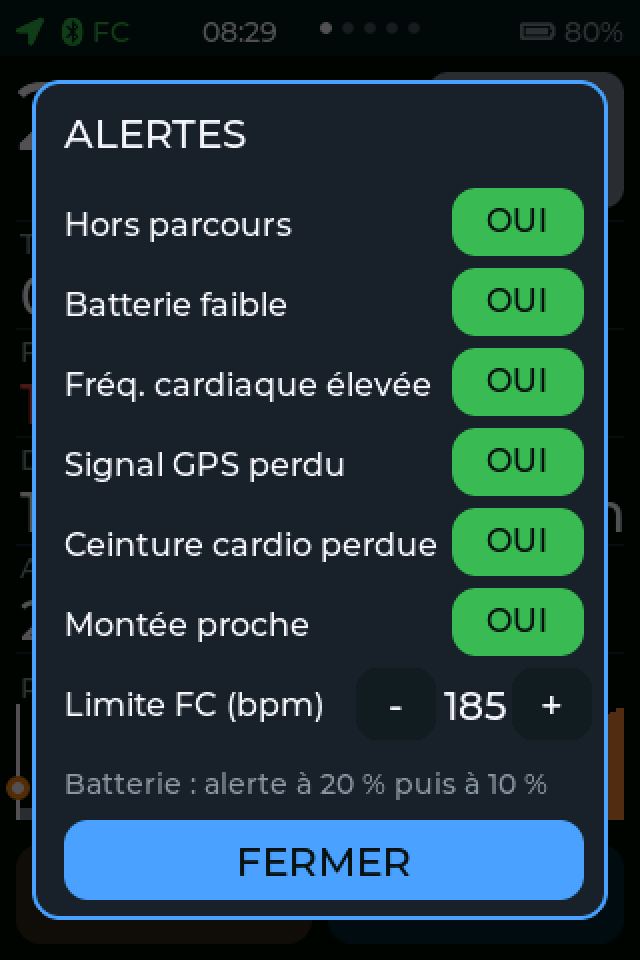 FC 08:29 80%
ALERTES
Hors parcours OUI
Batterie faible OUI
Fréq. cardiaque élevée OUI
Signal GPS perdu OUI
Ceinture cardio perdue OUI
Montée proche OUI
Limite FC (bpm) - 185 +
Batterie : alerte à 20 % puis à 10 %
FERMER